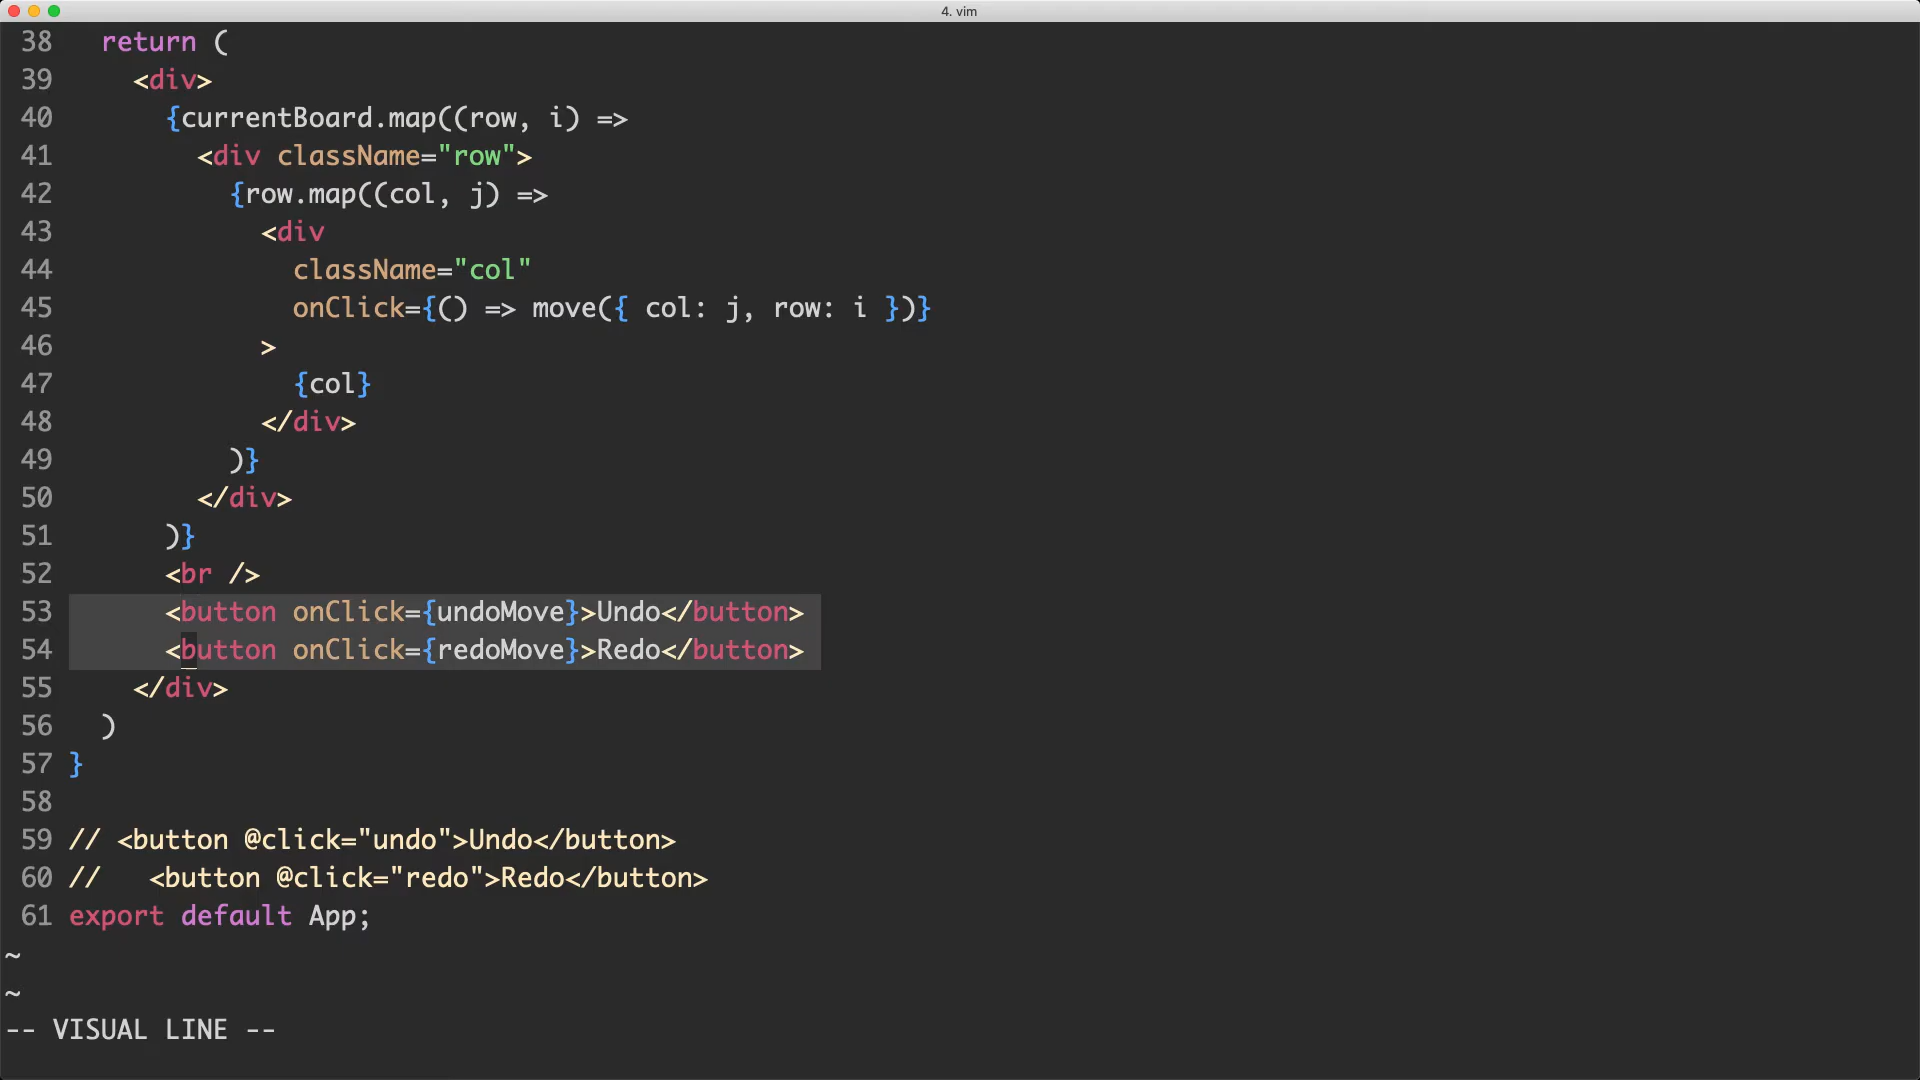 4. vim
38   return (
39     <div>
40       {currentBoard.map((row, i) =>
41         <div className="row">
42           {row.map((col, j) =>
43             <div
44               className="col"
45               onClick={() => move({ col: j, row: i })}
46             >
47               {col}
48             </div>
49           )}
50         </div>
51       )}
52       <br />
53       <button onClick={undoMove}>Undo</button>
54       <button onClick={redoMove}>Redo</button>
55     </div>
56   )
57 }
58
59 // <button @click="undo">Undo</button>
60 //   <button @click="redo">Redo</button>
61 export default App;
~
~
-- VISUAL LINE --